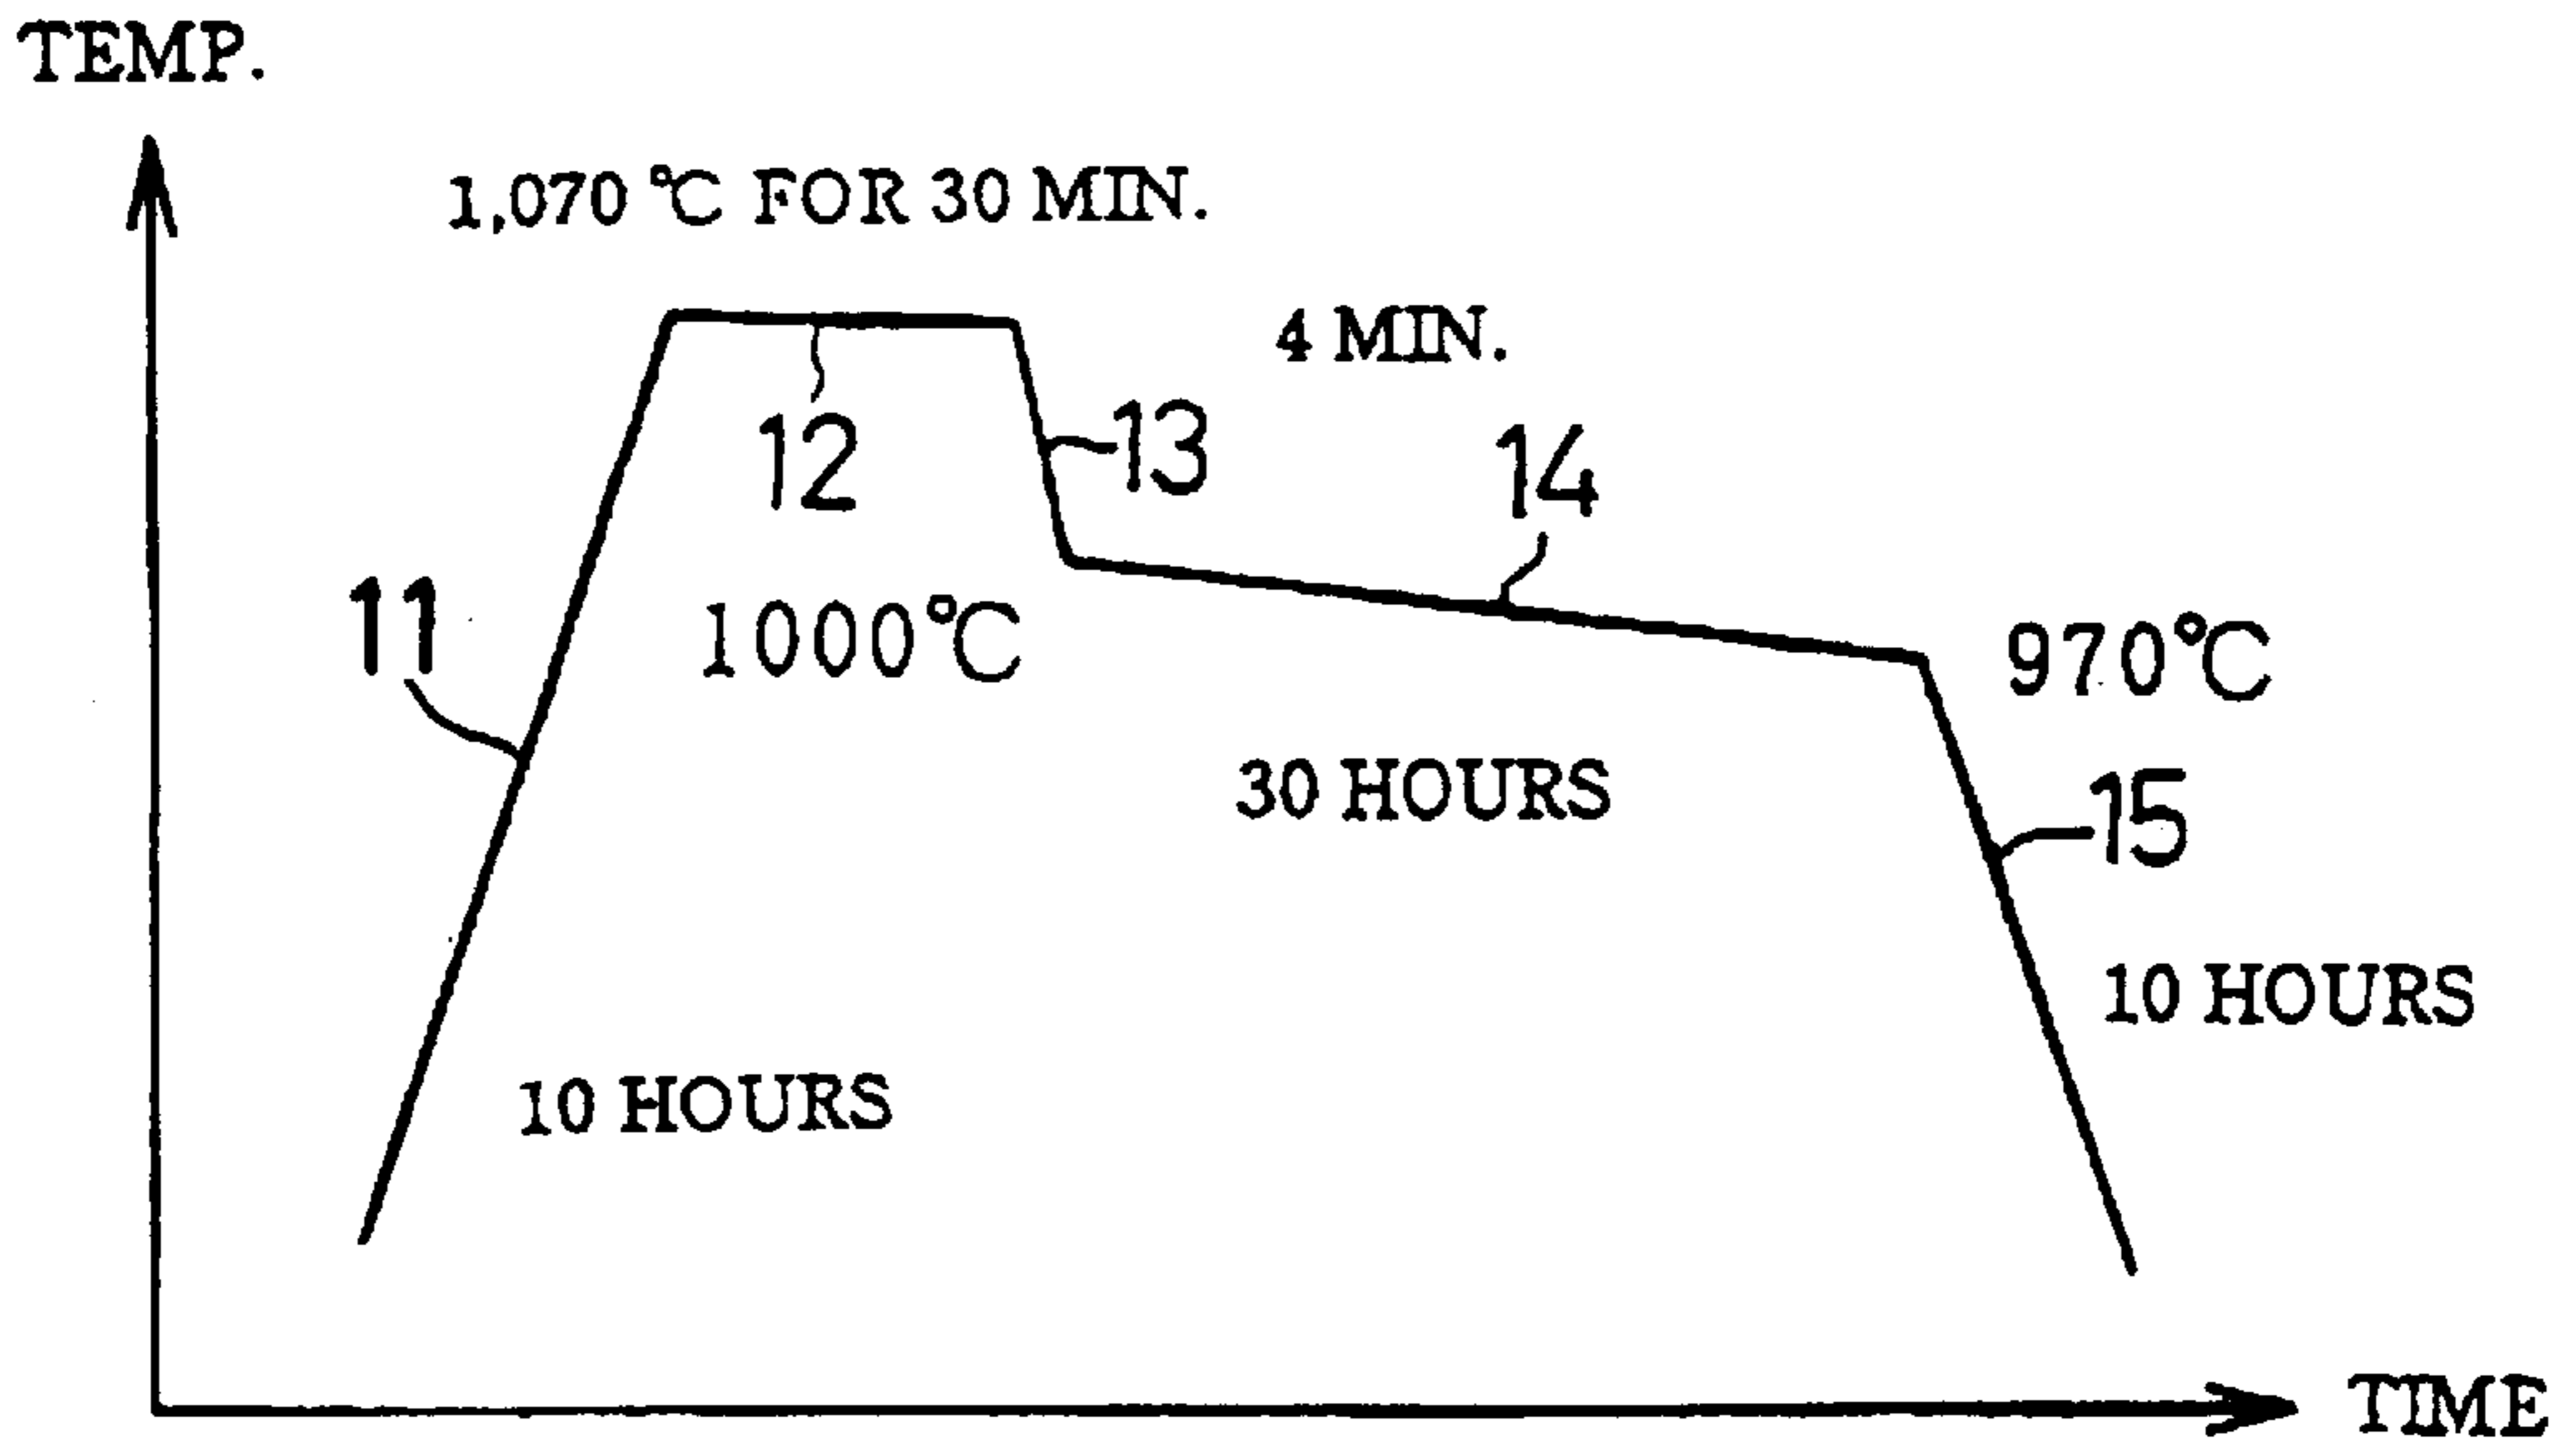 TEMP.
1,070 °C FOR 30 MIN.
4 MIN.
12
13
14
11
1000°C
970°C
30 HOURS
15
10 HOURS
10 HOURS
TIME